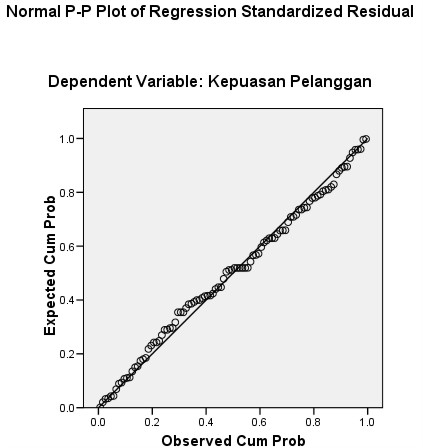 Normal P-P Plot of Regression Standardized Residual
Dependent Variable: Kepuasan Pelanggan
1.0
0.8
0.6
0.4
0.2
0.0
Expected Cum Prob
0.0 0.2 0.4 0.6 0.8 1.0
Observed Cum Prob